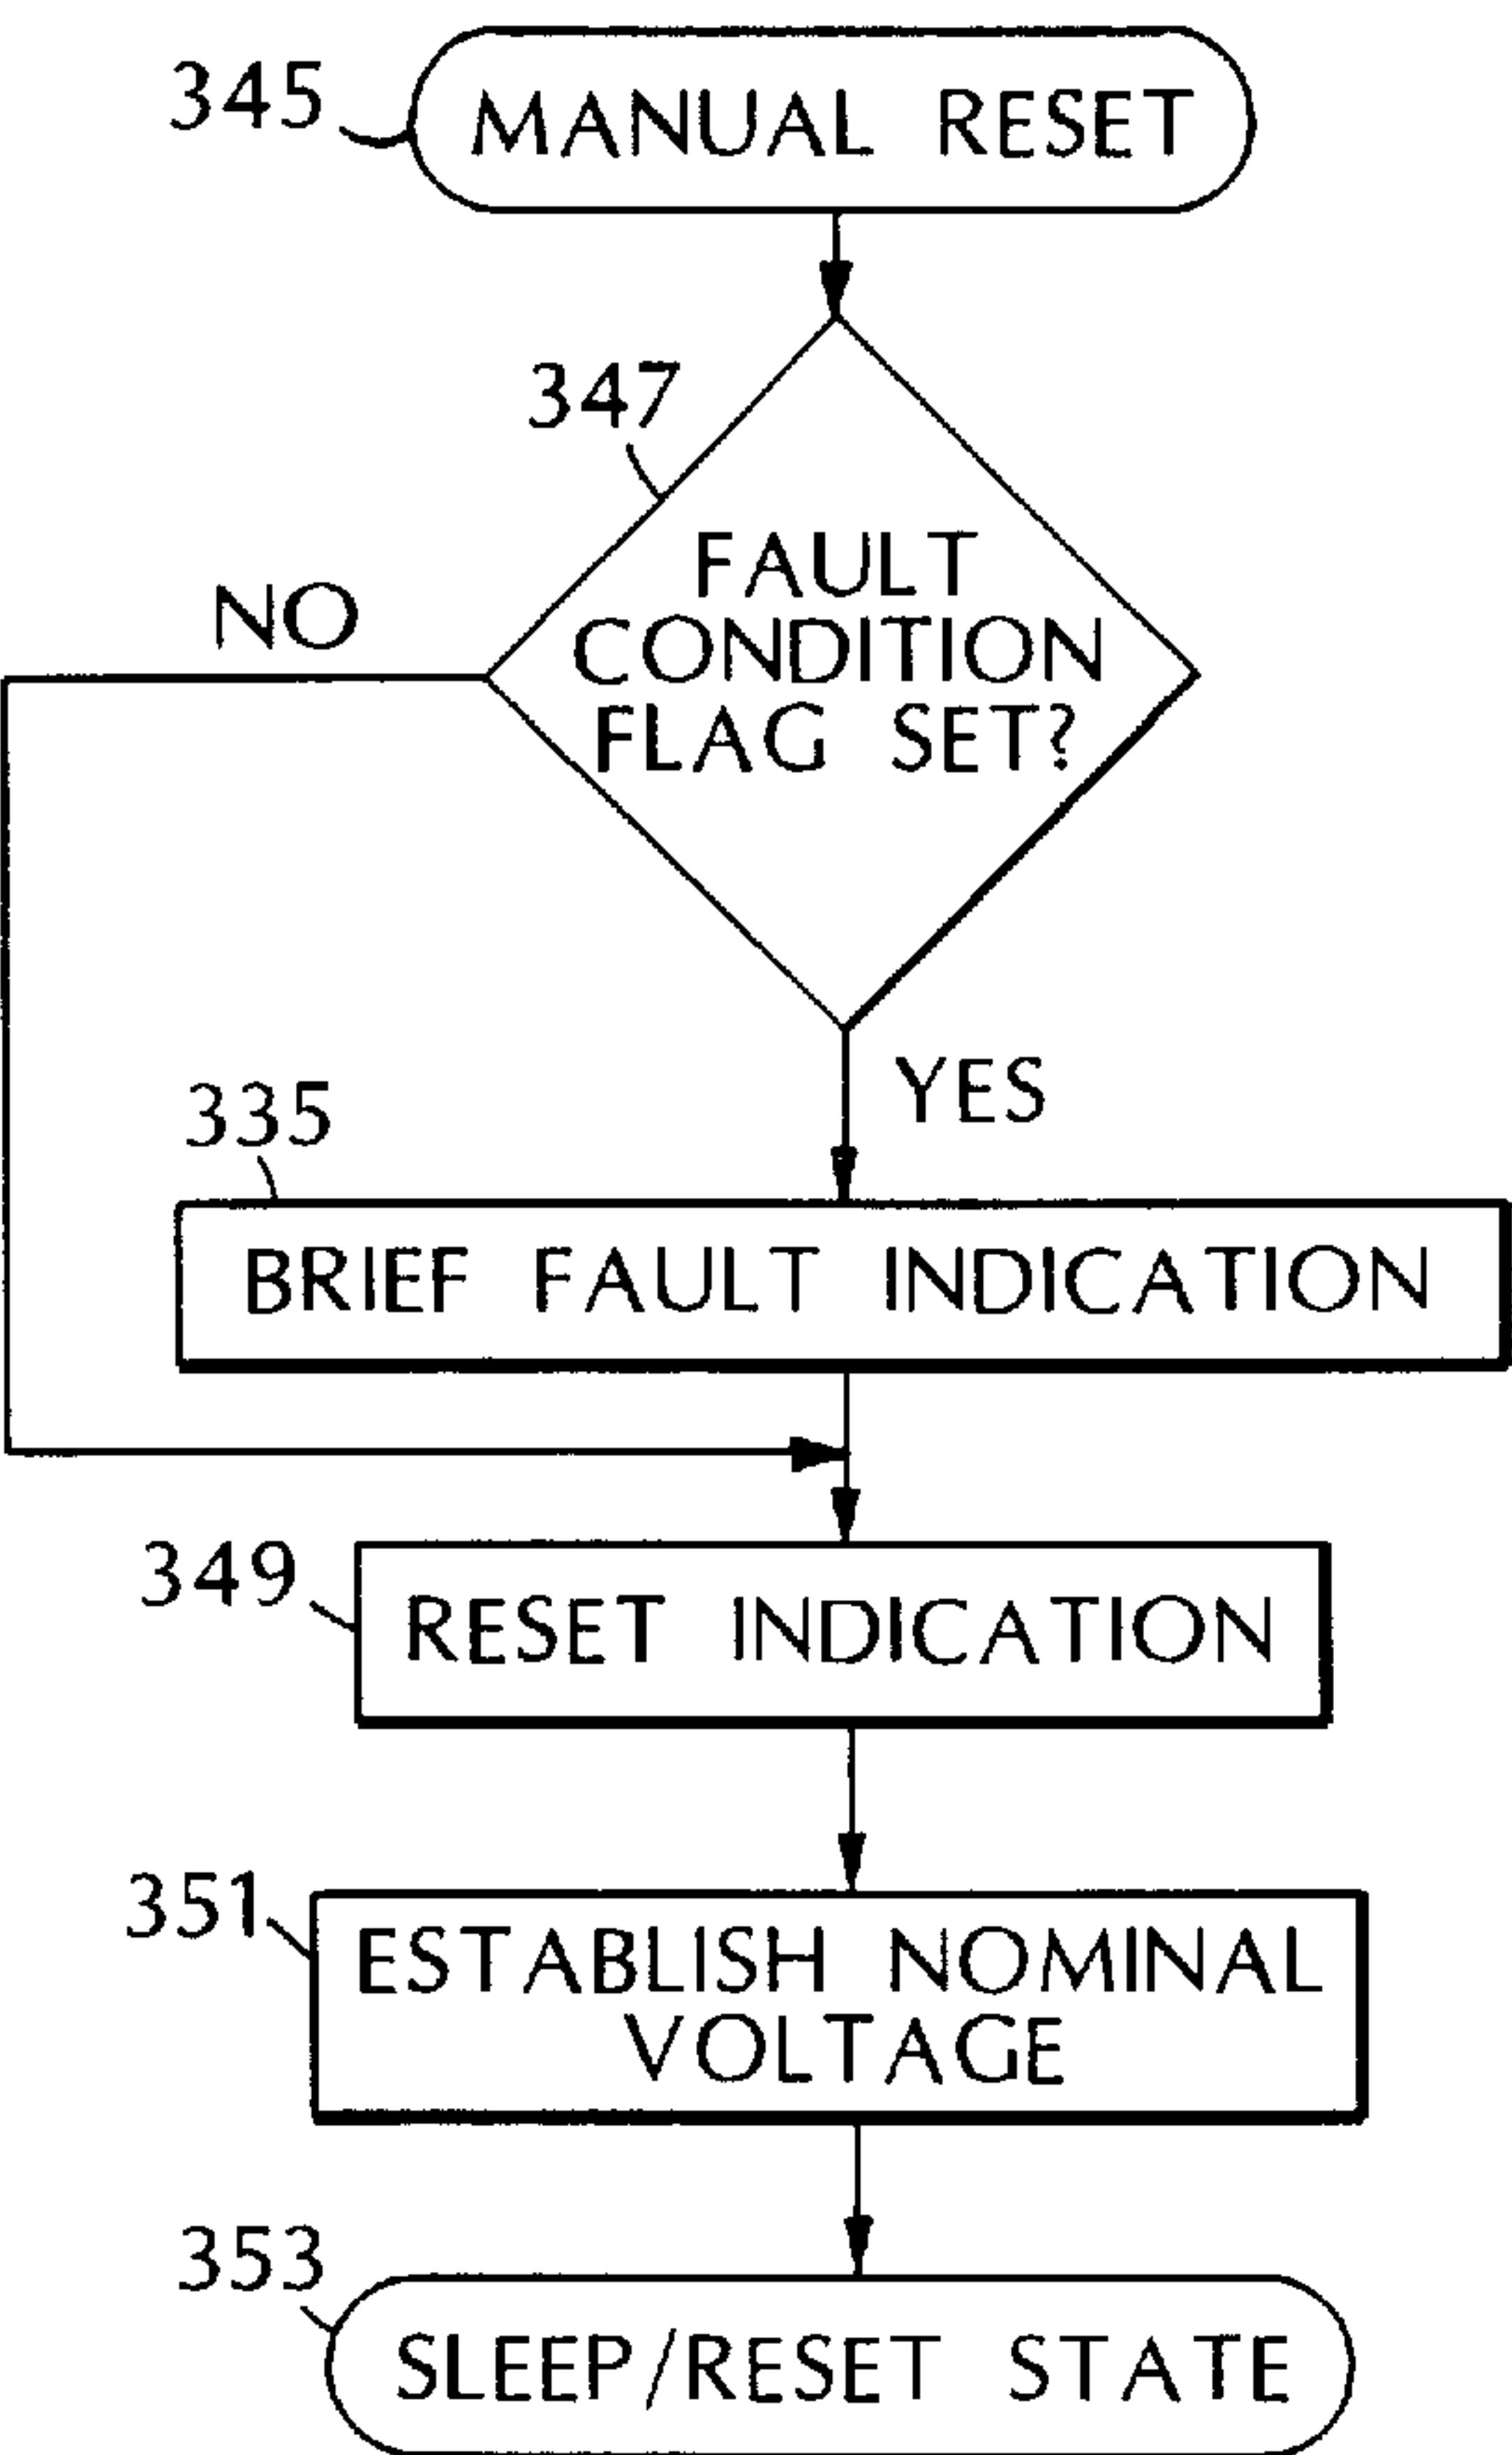 345
MANUAL RESET
347
FAULT
CONDITION
FLAG SET?
NO
YES
335
BRIEF FAULT INDICATION
349
RESET INDICATION
351
ESTABLISH NOMINAL
VOLTAGE
353
SLEEP/RESET STATE